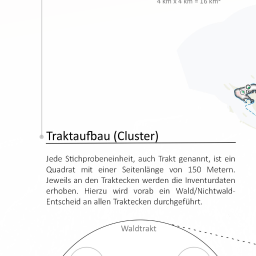 4 km x 4 km = 16 km²
Traktaufbau (Cluster)
Jede Stichprobeneinheit, auch Trakt genannt, ist ein
Quadrat mit einer Seitenlänge von 150 Metern.
Jeweils an den Traktecken werden die Inventurdaten
erhoben. Hierzu wird vorab ein Wald/Nichtwald-
Entscheid an allen Traktecken durchgeführt.
Waldtrakt